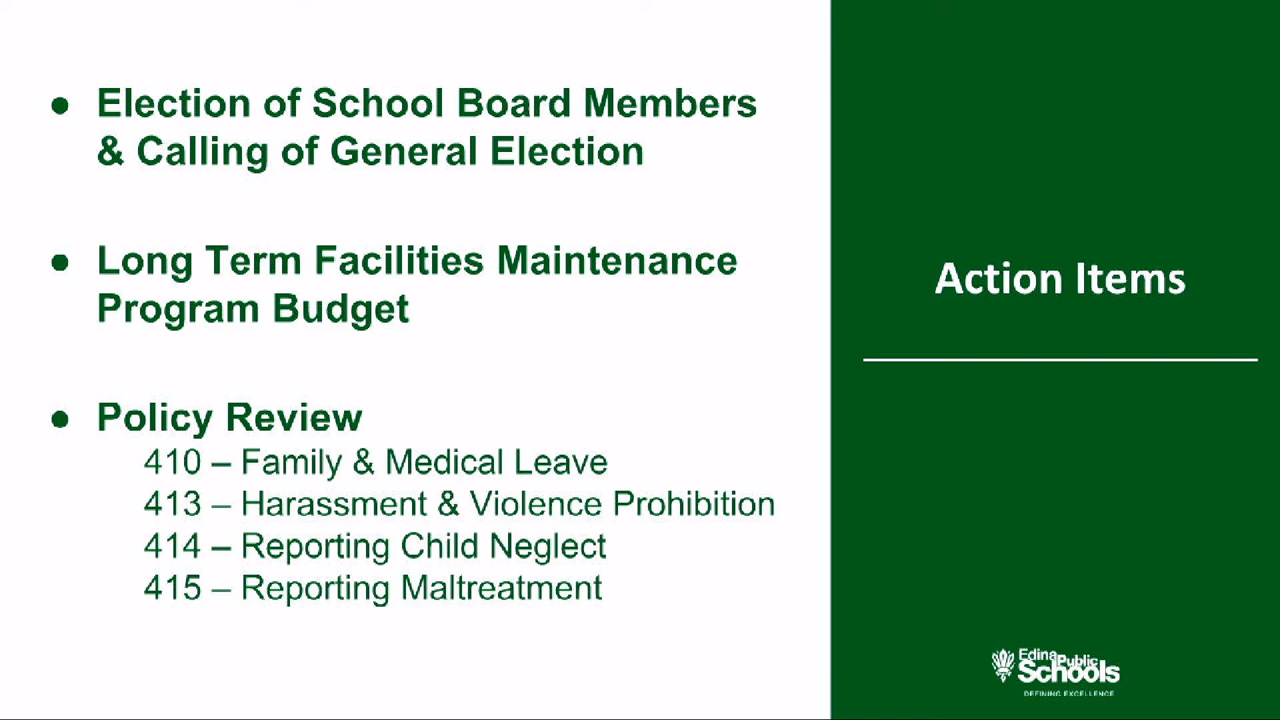 ● Election of School Board Members
& Calling of General Election
● Long Term Facilities Maintenance
Program Budget
● Policy Review
410 – Family & Medical Leave
413 – Harassment & Violence Prohibition
414 – Reporting Child Neglect
415 – Reporting Maltreatment
Action Items
Edina Public
Schools
DEFINING EXCELLENCE